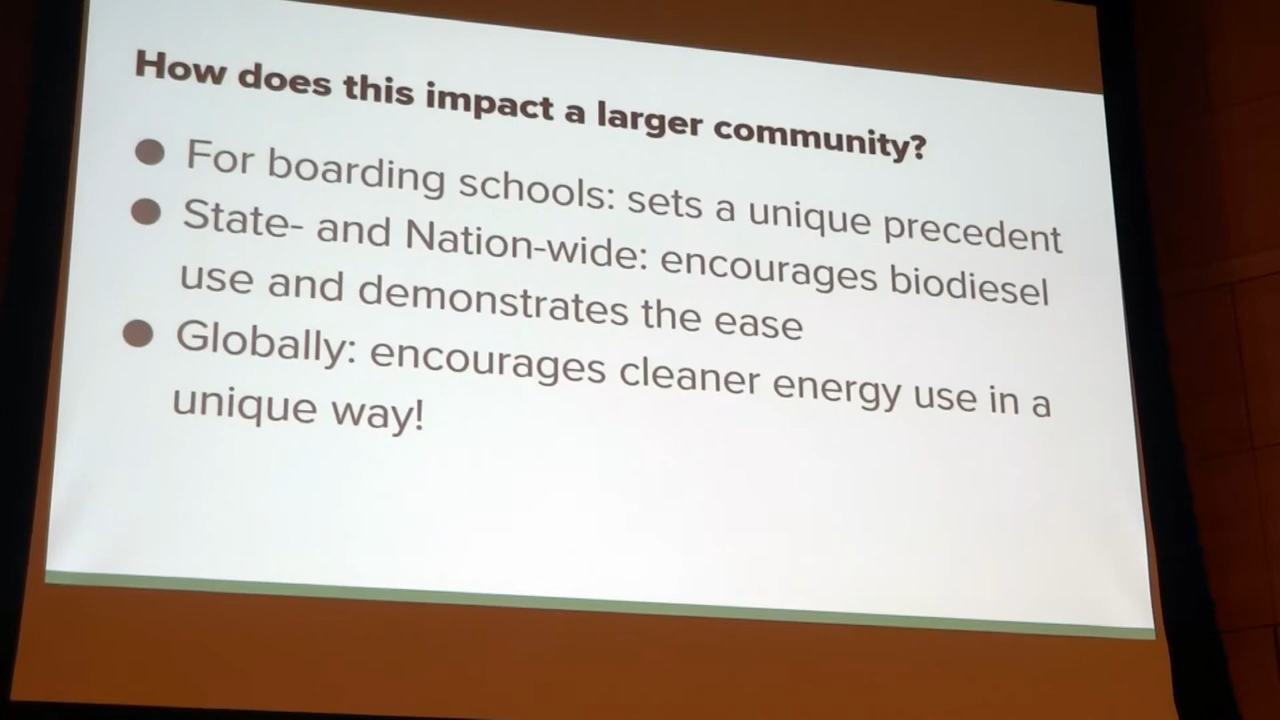 How does this impact a larger community?
● For boarding schools: sets a unique precedent
● State- and Nation-wide: encourages biodiesel
use and demonstrates the ease
● Globally: encourages cleaner energy use in a
unique way!